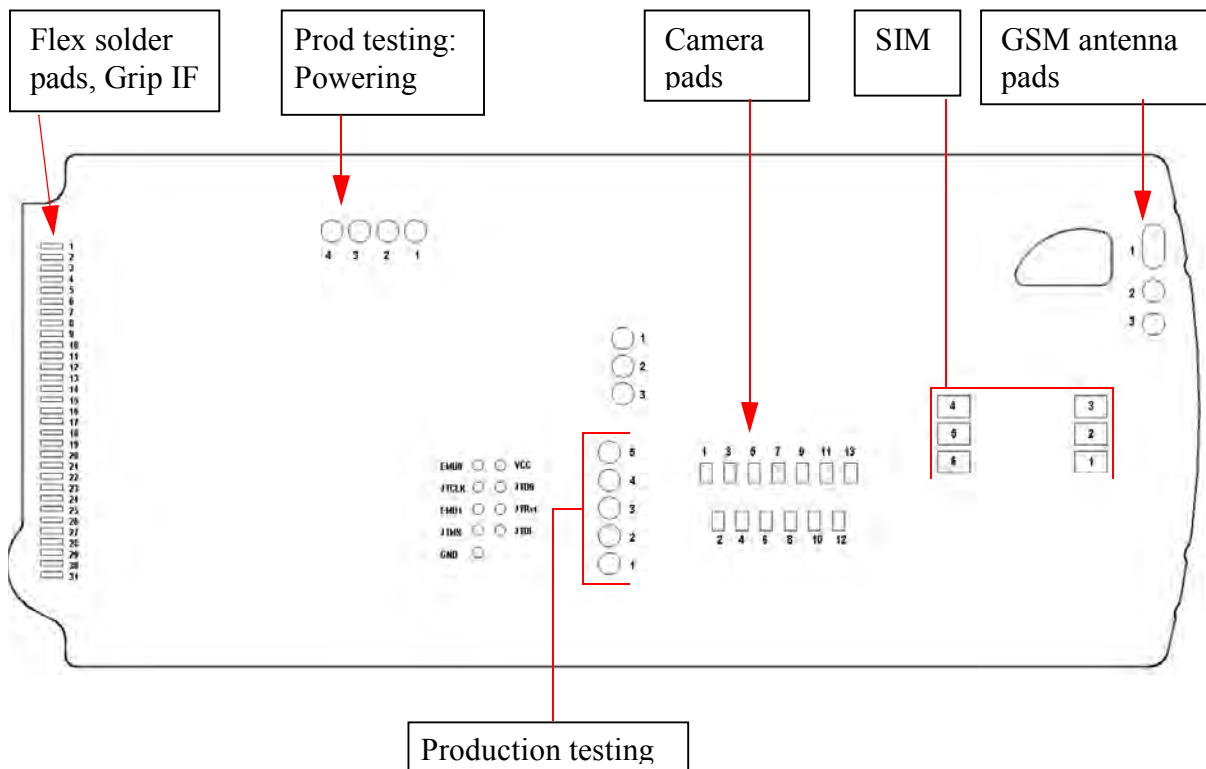 Flex solder
pads, Grip IF
Prod testing:
Powering
Camera
pads
SIM
GSM antenna
pads
1
2
3
4
5
6
7
8
9
10
11
12
13
14
15
16
17
18
19
20
21
22
23
24
25
26
27
28
29
30
31
4 3 2 1
1
2
3
1
2
3
4 3
5 2
6 1
5
4
3
2
1
EMU0 VCC
JTCLK JTDO
EMU1 JTRst
JTMS JTDI
GND
1 3 5 7 9 11 13
2 4 6 8 10 12
Production testing